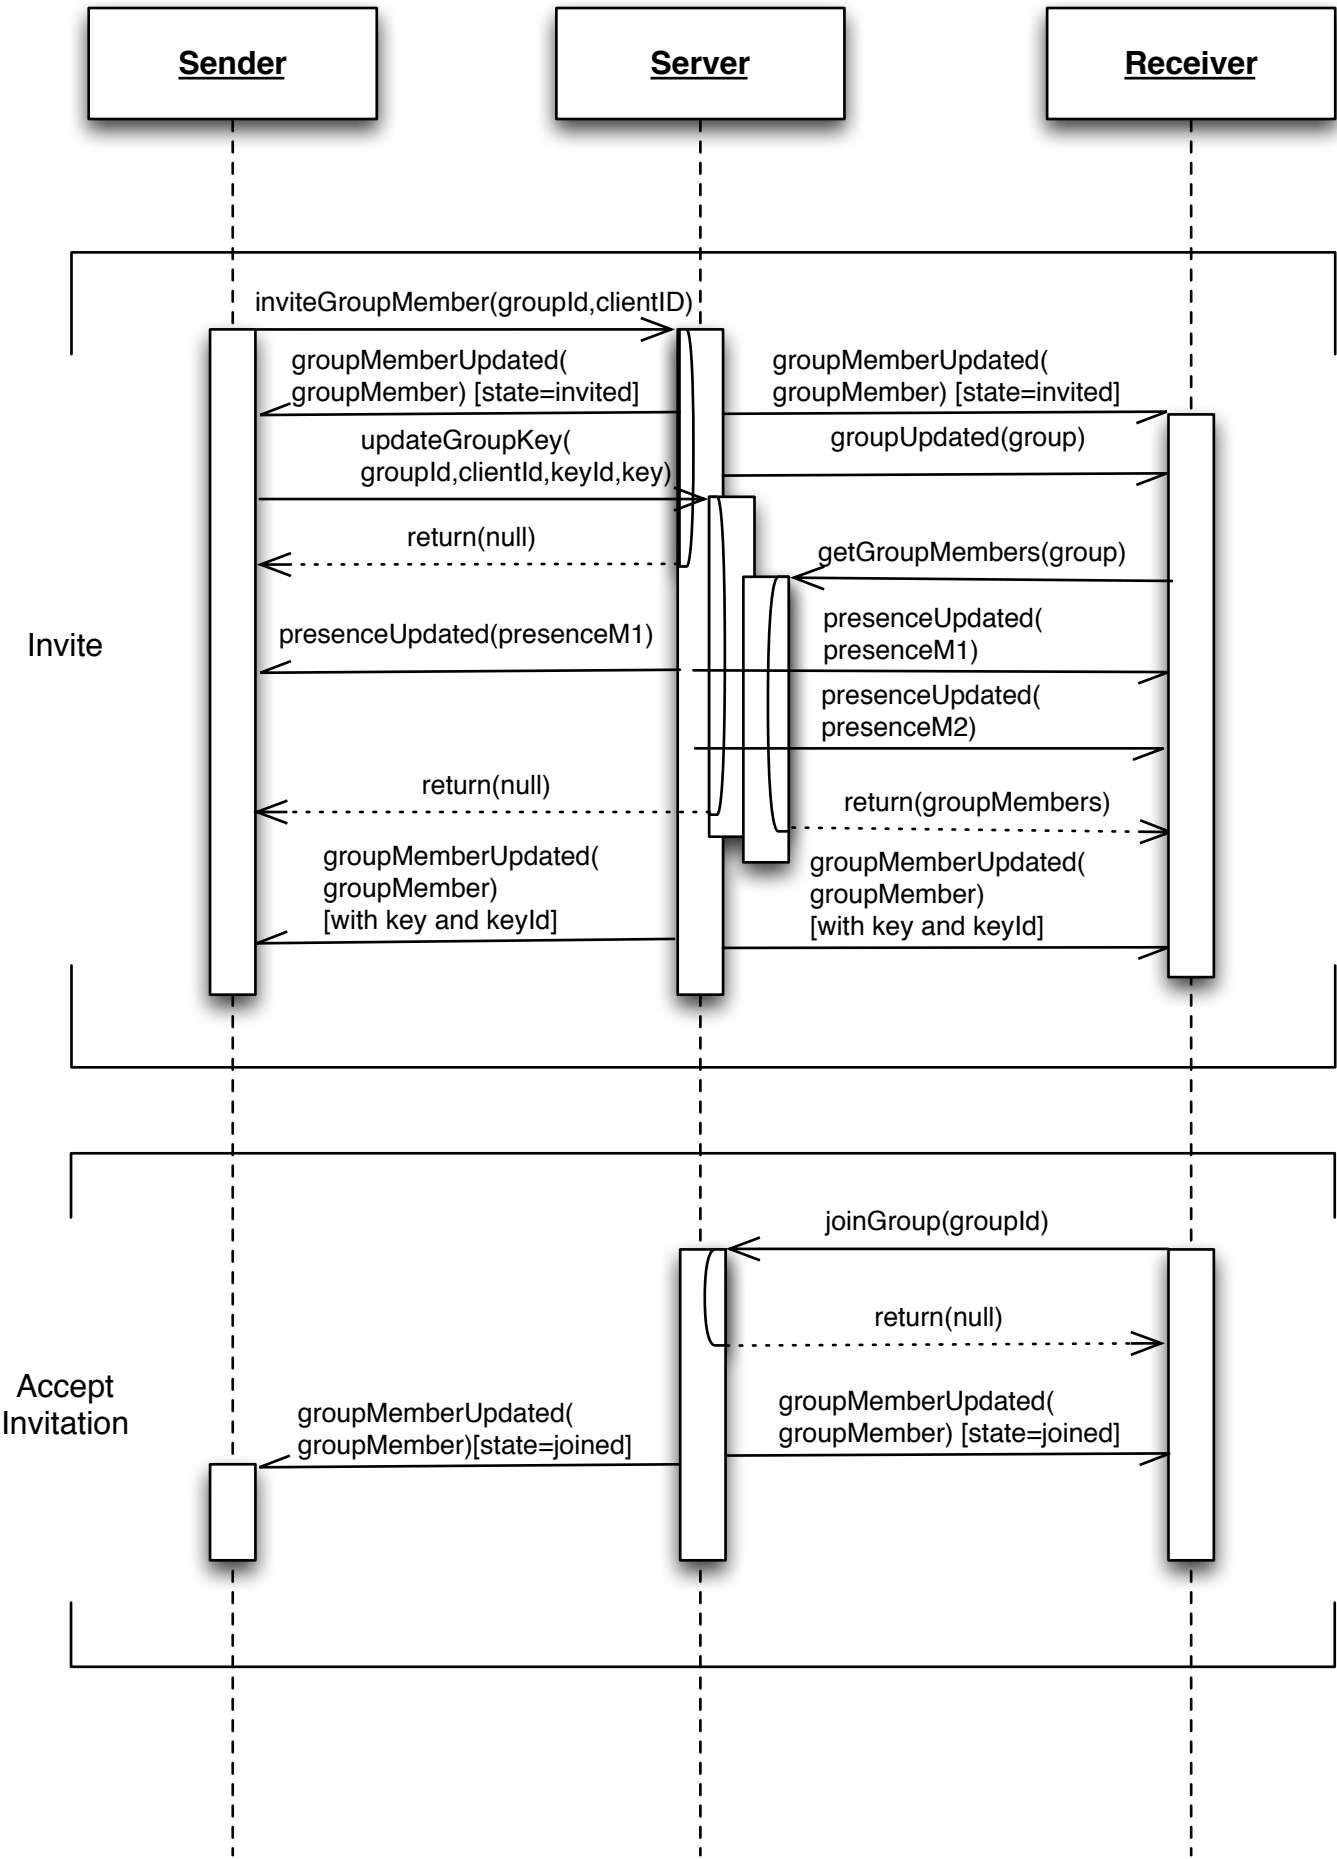 Sender
Server
Receiver
inviteGroupMember(groupId,clientID)
groupMemberUpdated(
groupMember) [state=invited]
groupMemberUpdated(
groupMember) [state=invited]
updateGroupKey(
groupId,clientId,keyId,key)
groupUpdated(group)
return(null)
getGroupMembers(group)
Invite
presenceUpdated(presenceM1)
presenceUpdated(
presenceM1)
presenceUpdated(
presenceM2)
return(null)
return(groupMembers)
groupMemberUpdated(
groupMember)
[with key and keyId]
groupMemberUpdated(
groupMember)
[with key and keyId]
joinGroup(groupId)
return(null)
Accept
Invitation
groupMemberUpdated(
groupMember)[state=joined]
groupMemberUpdated(
groupMember) [state=joined]